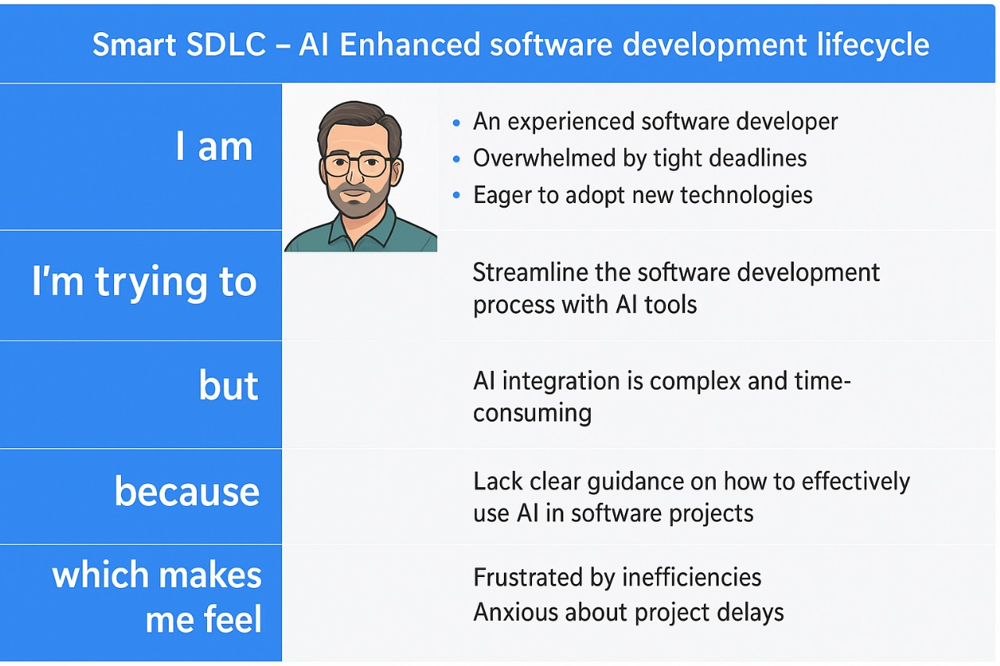 Smart SDLC – AI Enhanced software development lifecycle
I am
• An experienced software developer
• Overwhelmed by tight deadlines
• Eager to adopt new technologies
I'm trying to
Streamline the software development
process with AI tools
but
AI integration is complex and time-
consuming
because
Lack clear guidance on how to effectively
use AI in software projects
which makes
me feel
Frustrated by inefficiencies
Anxious about project delays